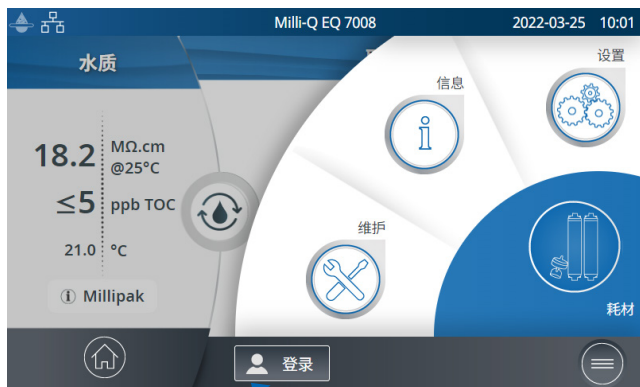 Milli-Q EQ 7008
2022-03-25 10:01
水质
信息
设置
18.2 MΩ.cm
@25°C
≤5 ppb TOC
维护
21.0 °C
耗材
i Millipak
登录